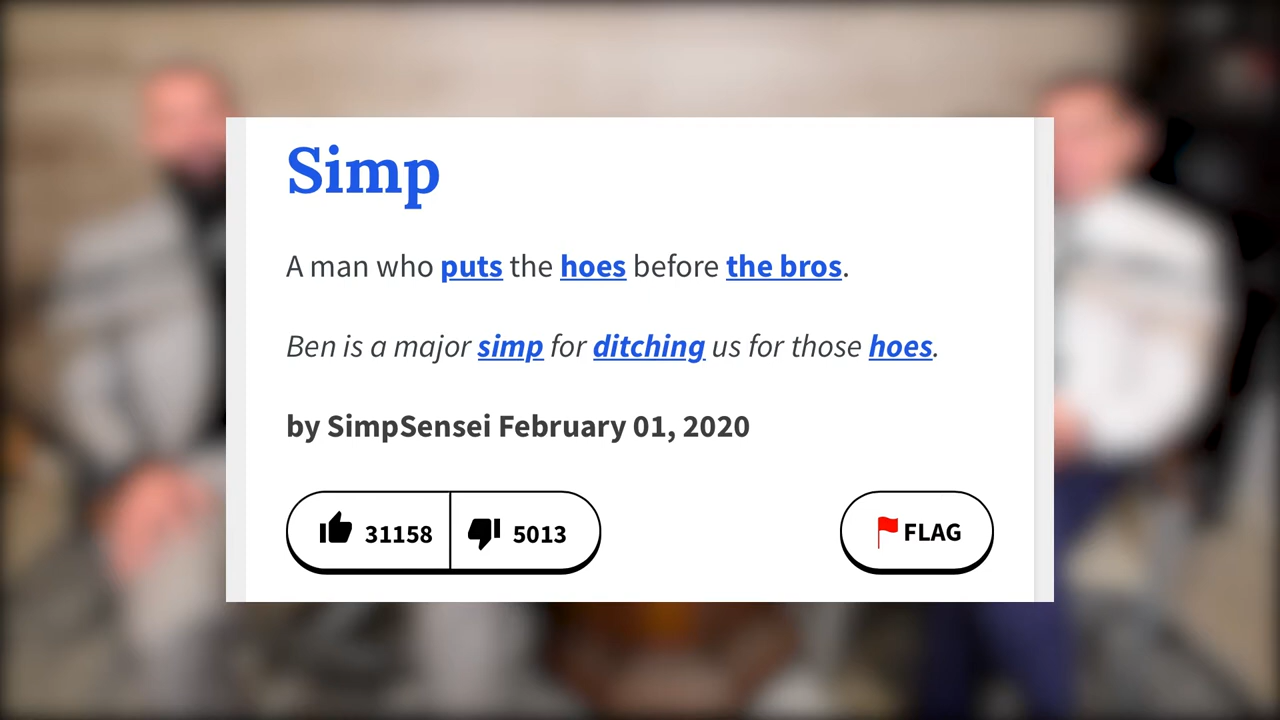 Simp
A man who puts the hoes before the bros.
Ben is a major simp for ditching us for those hoes.
by SimpSensei February 01, 2020
31158 5013 FLAG